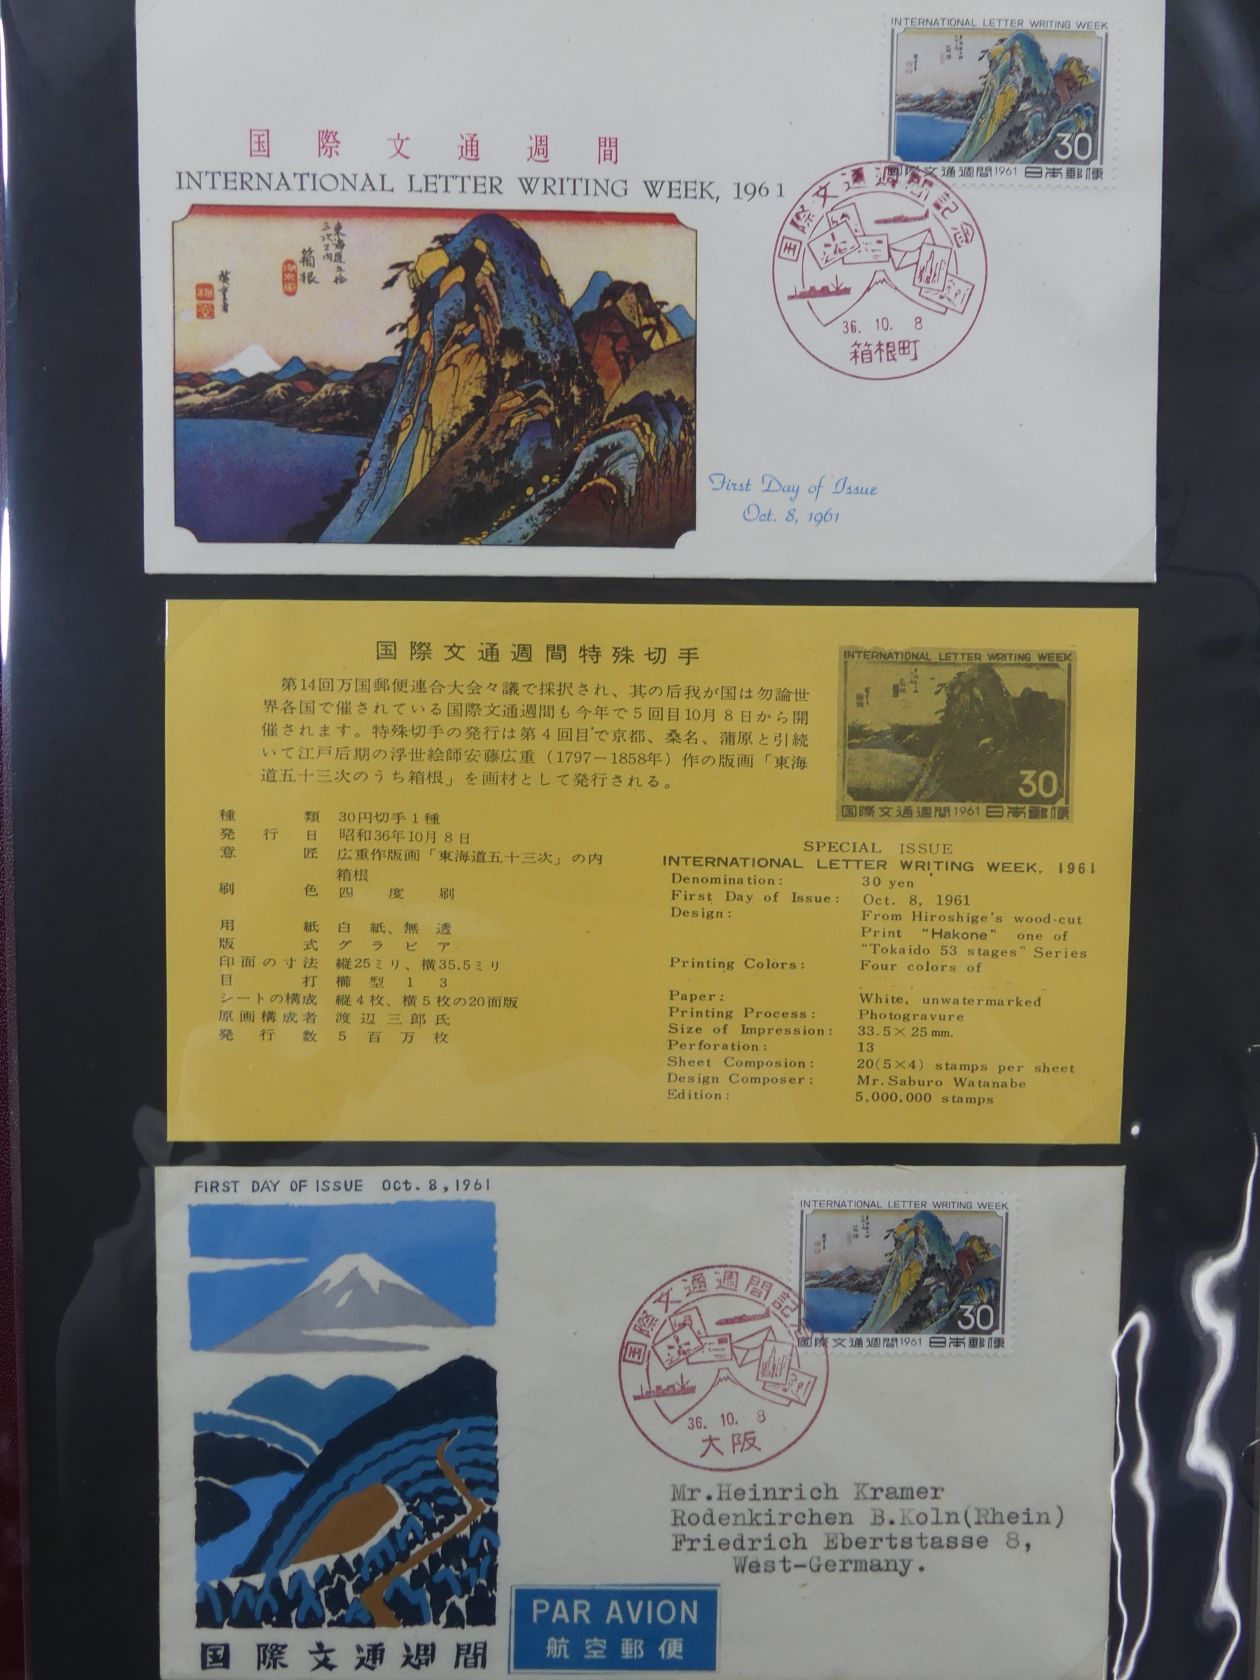 INTERNATIONAL LETTER WRITING WEEK
30
国際文通週間1961 日本郵便
国際文通週間
INTERNATIONAL LETTER WRITING WEEK, 1961
東海道五拾
三次之内
箱根
廣重画
国際文通週間記念
36.10.8
箱根町
First Day of Issue
Oct. 8, 1961
国際文通週間特殊切手
第14回万国郵便連合大会々議で採択され、其の后我が国は勿論世
界各国で催されている国際文通週間も今年で5回目10月8日から開
催されます。特殊切手の発行は第4回目で京都、桑名、蒲原と引続
いて江戸后期の浮世絵師安藤広重(1797-1858年)作の版画「東海
道五十三次のうち箱根」を画材として発行される。
INTERNATIONAL LETTER WRITING WEEK
30
国際文通週間1961 日本郵便
種類 30円切手1種
発行日 昭和36年10月8日
意匠 広重作版画「東海道五十三次」の内
箱根
刷色 四度刷
用紙 白紙、無透
版式 グラビア
印面の寸法 縦25ミリ、横35.5ミリ
目打 櫛型13
シートの構成 縦4枚、横5枚の20面版
原画構成者 渡辺三郎氏
発行数 5百万枚
SPECIAL ISSUE
INTERNATIONAL LETTER WRITING WEEK, 1961
Denomination: 30 yen
First Day of Issue: Oct. 8, 1961
Design: From Hiroshige's wood-cut
Print "Hakone" one of
"Tokaido 53 stages" Series
Printing Colors: Four colors of
Paper: White, unwatermarked
Printing Process: Photogravure
Size of Impression: 33.5×25mm.
Perforation: 13
Sheet Composion: 20(5×4) stamps per sheet
Design Composer: Mr. Saburo Watanabe
Edition: 5,000,000 stamps
FIRST DAY OF ISSUE Oct. 8, 1961
INTERNATIONAL LETTER WRITING WEEK
30
国際文通週間1961 日本郵便
国際文通週間記念
36.10.8
大阪
Mr.Heinrich Kramer
Rodenkirchen B.Koln(Rhein)
Friedrich Ebertstasse 8,
West-Germany.
PAR AVION
航空郵便
国際文通週間